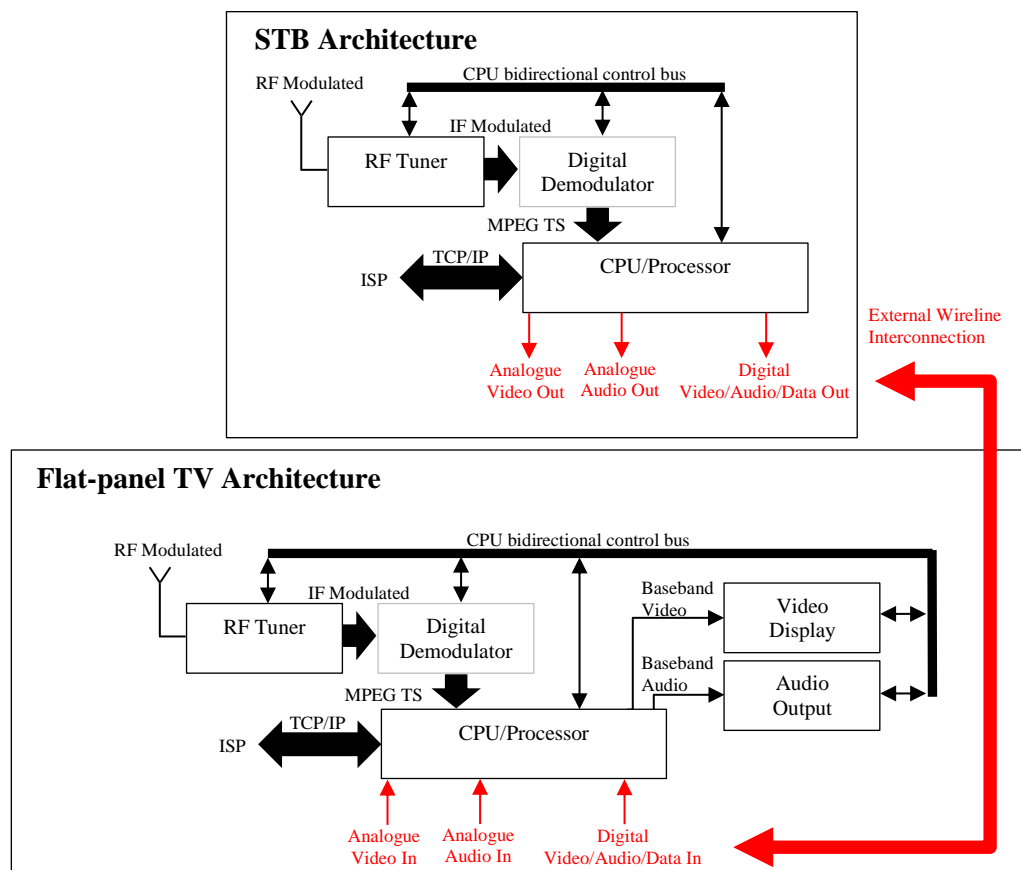 STB Architecture
CPU bidirectional control bus
RF Modulated
IF Modulated
RF Tuner
Digital
Demodulator
MPEG TS
TCP/IP
ISP
CPU/Processor
External Wireline
Interconnection
Analogue
Video Out
Analogue
Audio Out
Digital
Video/Audio/Data Out
Flat-panel TV Architecture
CPU bidirectional control bus
RF Modulated
IF Modulated
RF Tuner
Digital
Demodulator
Baseband
Video
Video
Display
Baseband
Audio
Audio
Output
MPEG TS
TCP/IP
ISP
CPU/Processor
Analogue
Video In
Analogue
Audio In
Digital
Video/Audio/Data In